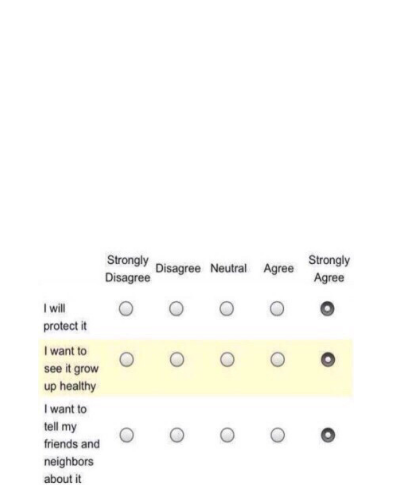 Strongly Disagree Disagree Neutral Agree Strongly Agree
I will
protect it
I want to
see it grow
up healthy
I want to
tell my
friends and
neighbors
about it